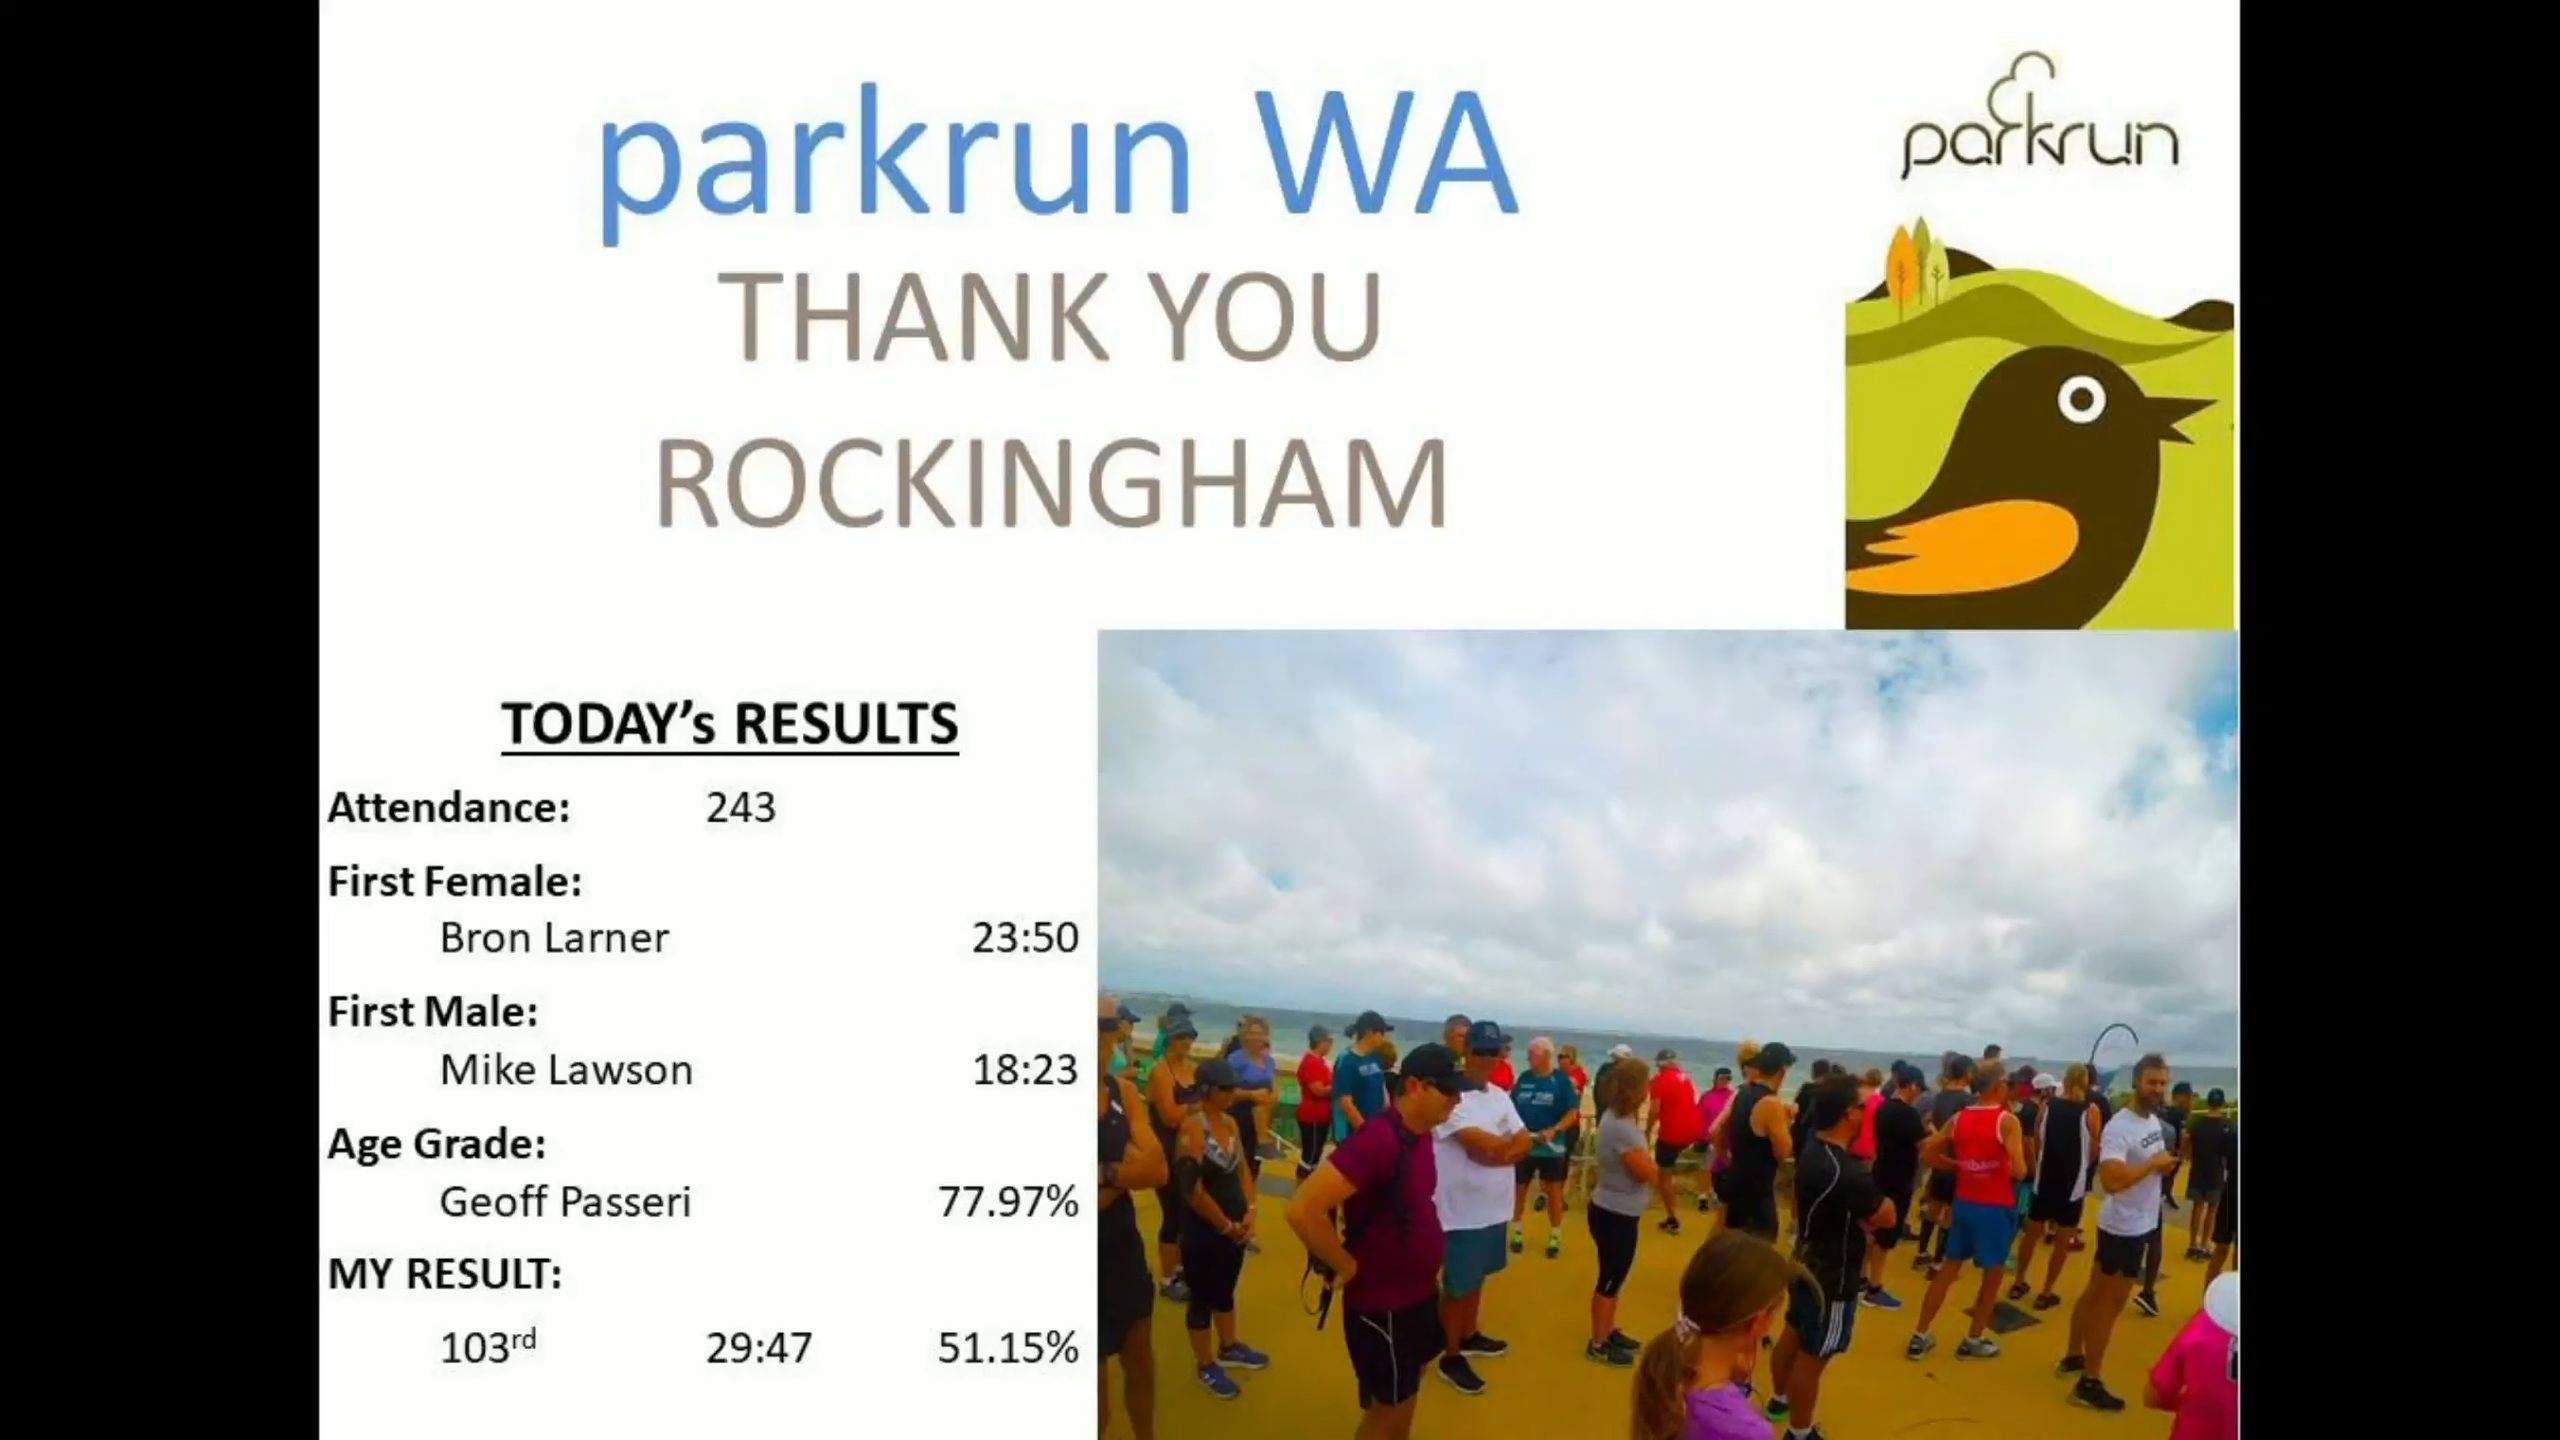 parkrun WA
parkrun
THANK YOU
ROCKINGHAM
TODAY’s RESULTS
Attendance: 243
First Female:
Bron Larner 23:50
First Male:
Mike Lawson 18:23
Age Grade:
Geoff Passeri 77.97%
MY RESULT:
103rd 29:47 51.15%